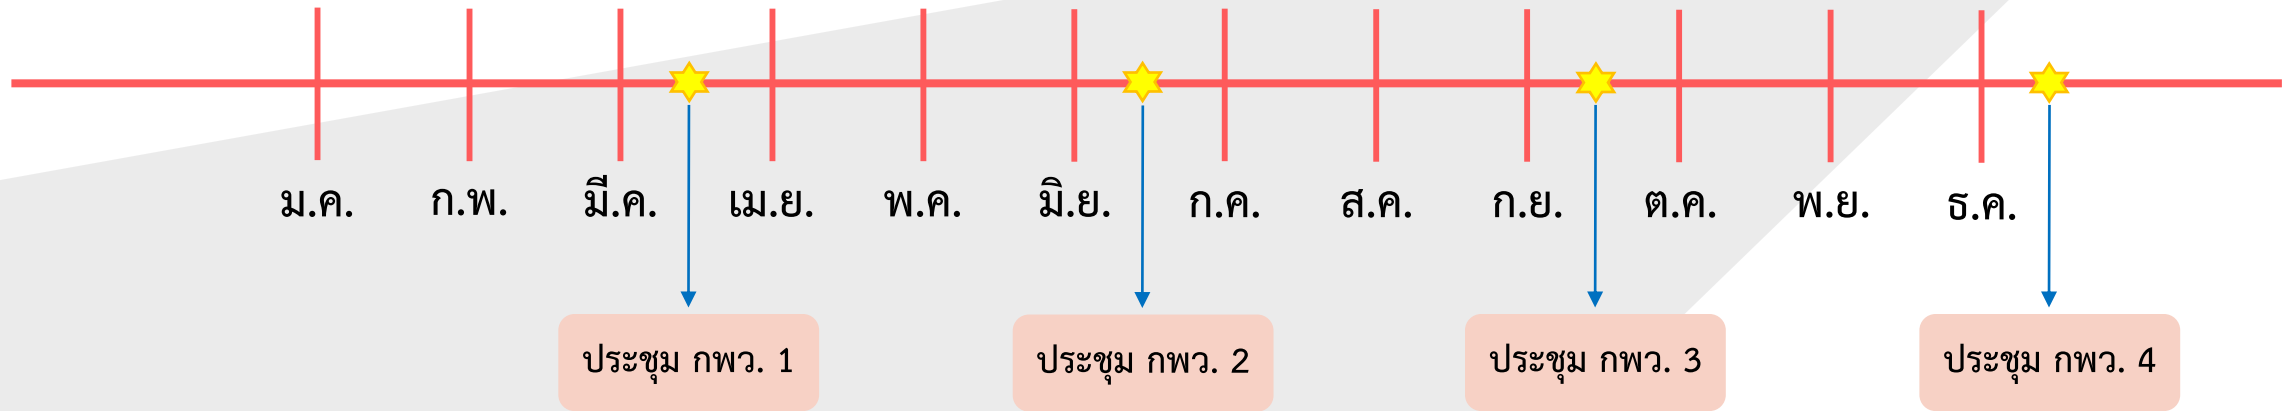 ม.ค. ก.พ. มี.ค. เม.ย. พ.ค. มิ.ย. ก.ค. ส.ค. ก.ย. ต.ค. พ.ย. ธ.ค.
ประชุม กพว. 1
ประชุม กพว. 2
ประชุม กพว. 3
ประชุม กพว. 4